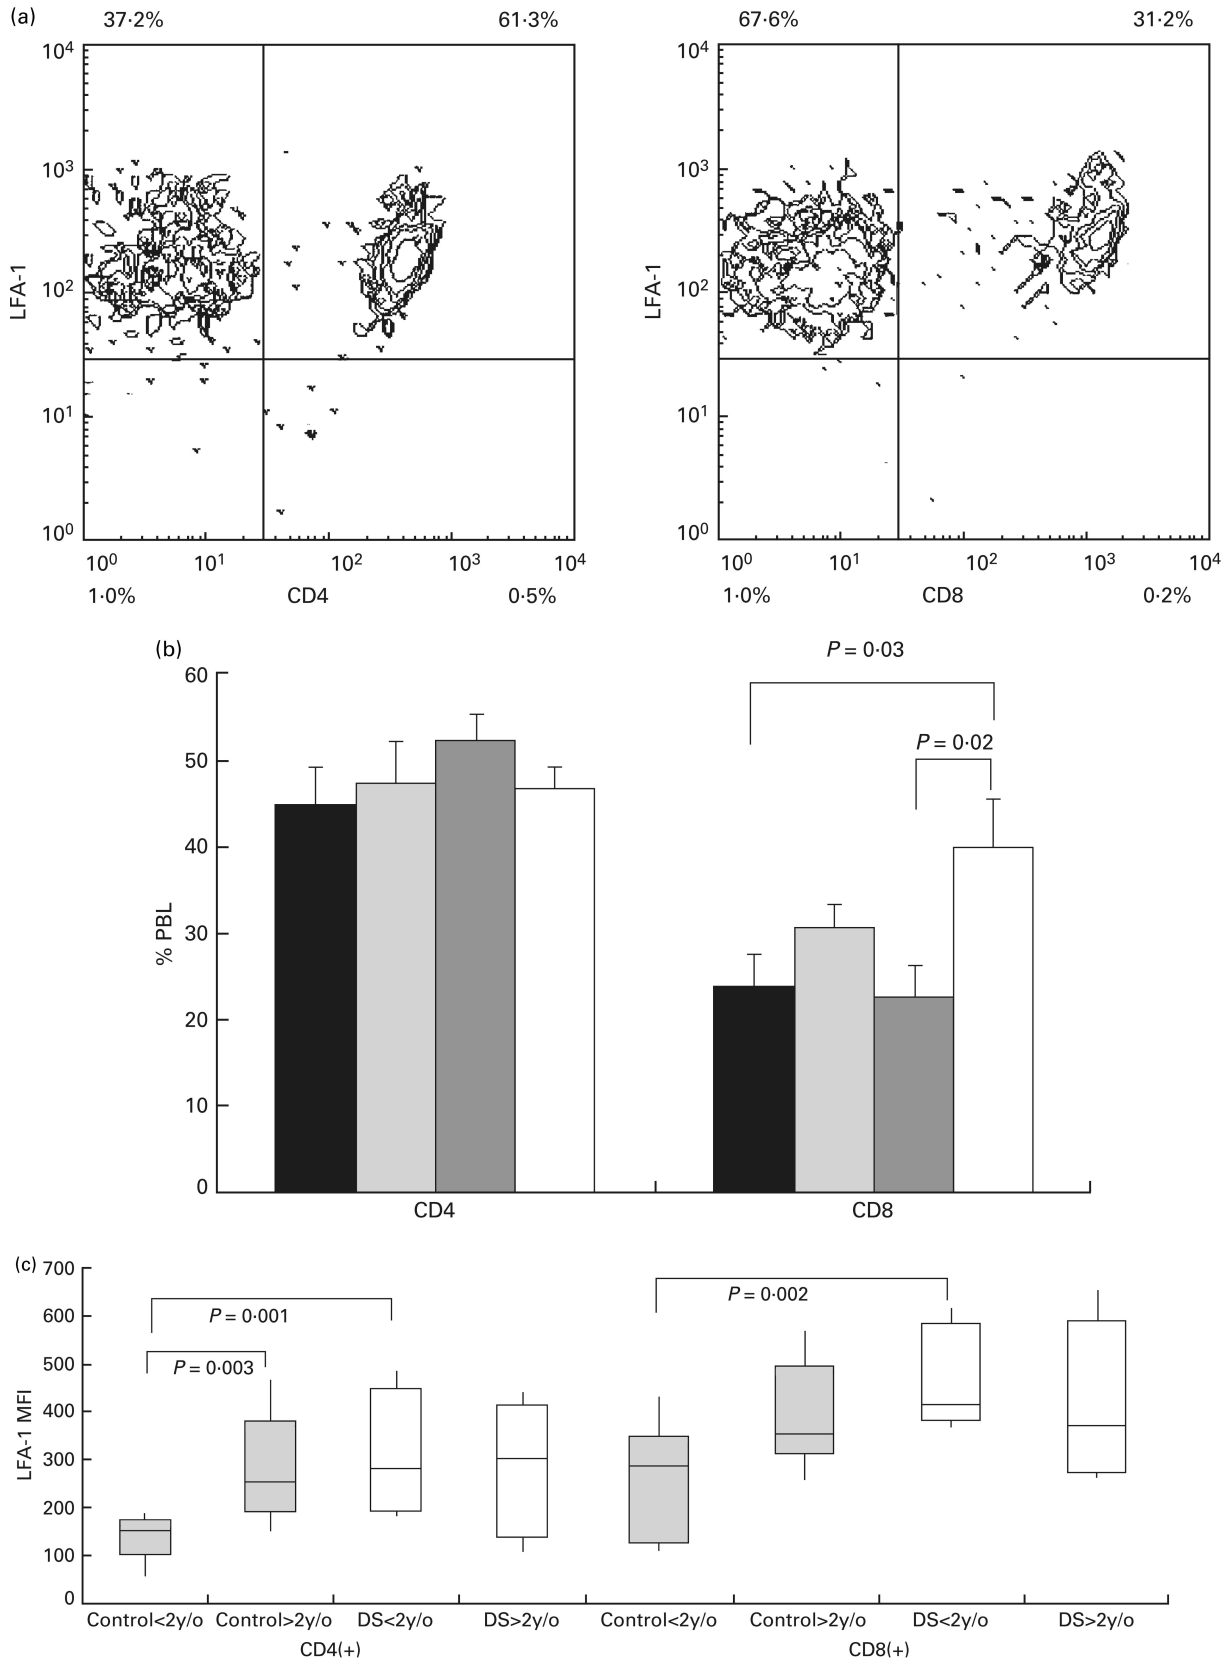 (a) 37·2% 61·3% 67·6% 31·2%
10⁴ 10⁴
10³ 10³
LFA-1 LFA-1
10² 10²
10¹ 10¹
10⁰ 10⁰
10⁰ 10¹ 10² 10³ 10⁴ 10⁰ 10¹ 10² 10³ 10⁴
1·0% CD4 0·5% 1·0% CD8 0·2%
(b)
P = 0·03
60
P = 0·02
50
40
% PBL
30
20
10
0
CD4 CD8
(c) 700
P = 0·002
600
P = 0·001
500
P = 0·003
400
LFA-1 MFI
300
200
100
0
Control<2y/o Control>2y/o DS<2y/o DS>2y/o Control<2y/o Control>2y/o DS<2y/o DS>2y/o
CD4(+) CD8(+)